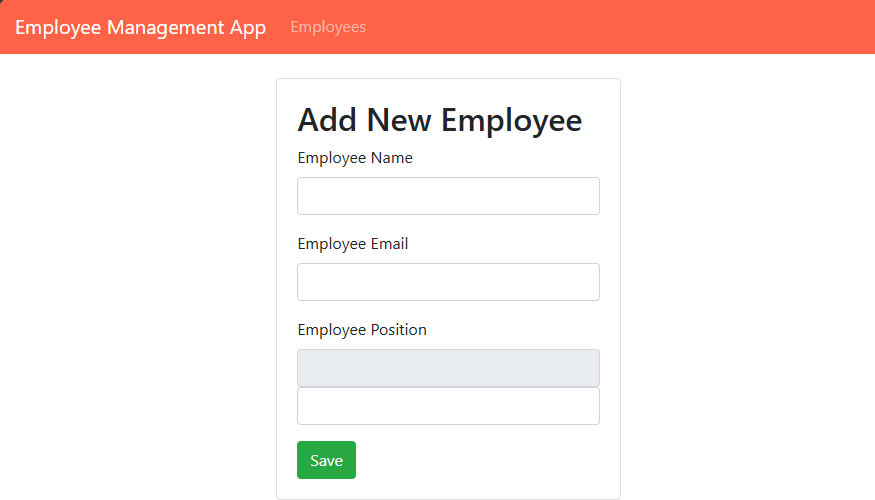 Employee Management App Employees
Add New Employee
Employee Name
Employee Email
Employee Position
Save